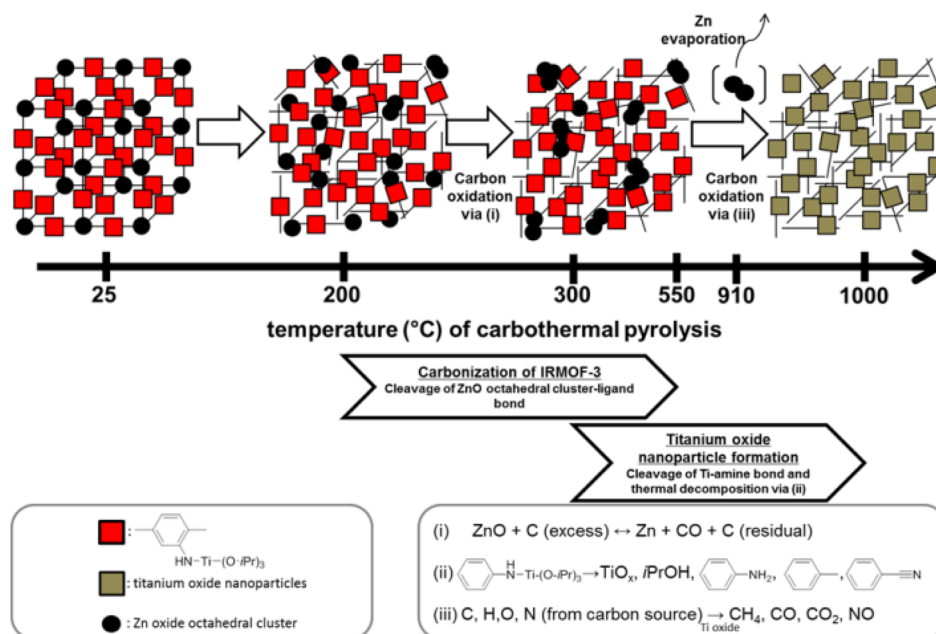 Zn
evaporation
Carbon
oxidation
via (i)
Carbon
oxidation
via (iii)
25
200
300
550
910
1000
temperature (°C) of carbothermal pyrolysis
Carbonization of IRMOF-3
Cleavage of ZnO octahedral cluster-ligand
bond
Titanium oxide
nanoparticle formation
Cleavage of Ti-amine bond and
thermal decomposition via (ii)
:
HN-Ti-(O-iPr)₃
: titanium oxide nanoparticles
: Zn oxide octahedral cluster
(i) ZnO + C (excess) ↔ Zn + CO + C (residual)
(ii) H N-Ti-(O-iPr)₃ → TiOₓ, iPrOH, NH₂, , ≡N
(iii) C, H,O, N (from carbon source) → CH₄, CO, CO₂, NO
Ti oxide